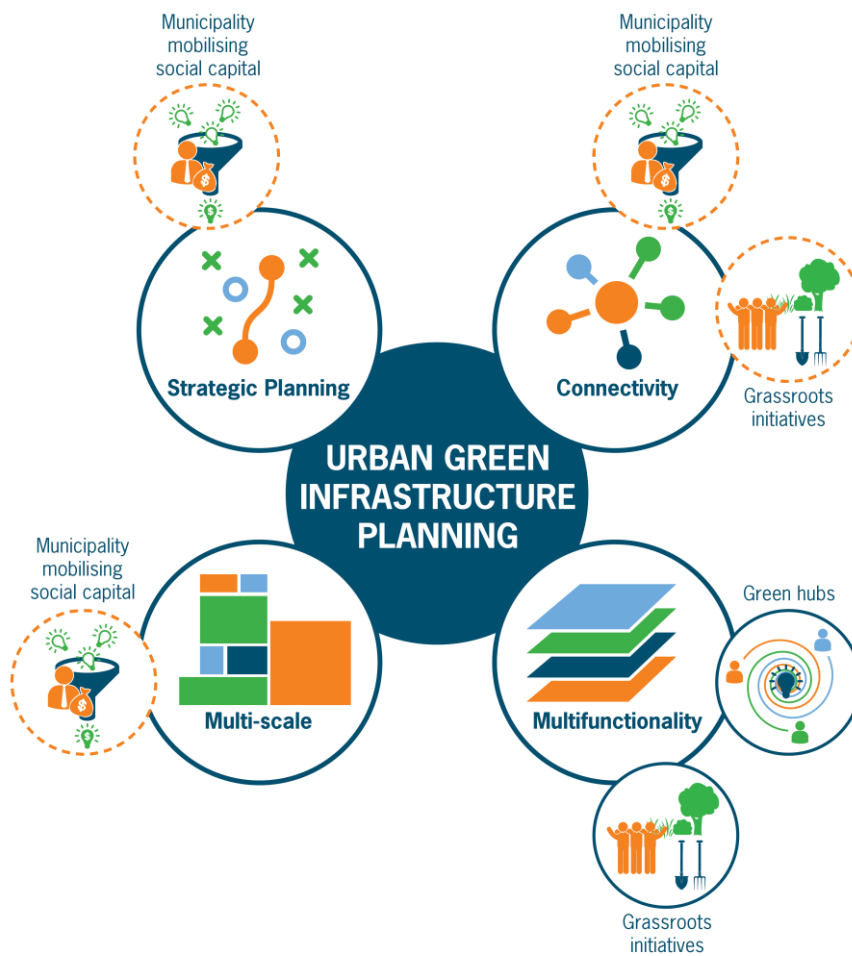 Municipality
mobilising
social capital
Municipality
mobilising
social capital
$
$
$
$
Strategic Planning
Connectivity
Grassroots
initiatives
URBAN GREEN
INFRASTRUCTURE
PLANNING
Municipality
mobilising
social capital
$
$
Multi-scale
Green hubs
Multifunctionality
Grassroots
initiatives